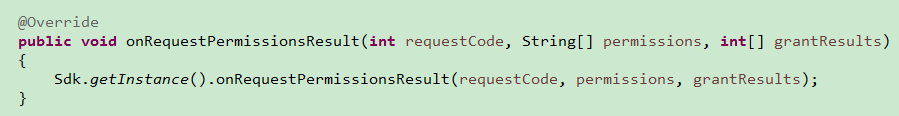 @Override
public void onRequestPermissionsResult(int requestCode, String[] permissions, int[] grantResults)
{
    Sdk.getInstance().onRequestPermissionsResult(requestCode, permissions, grantResults);
}